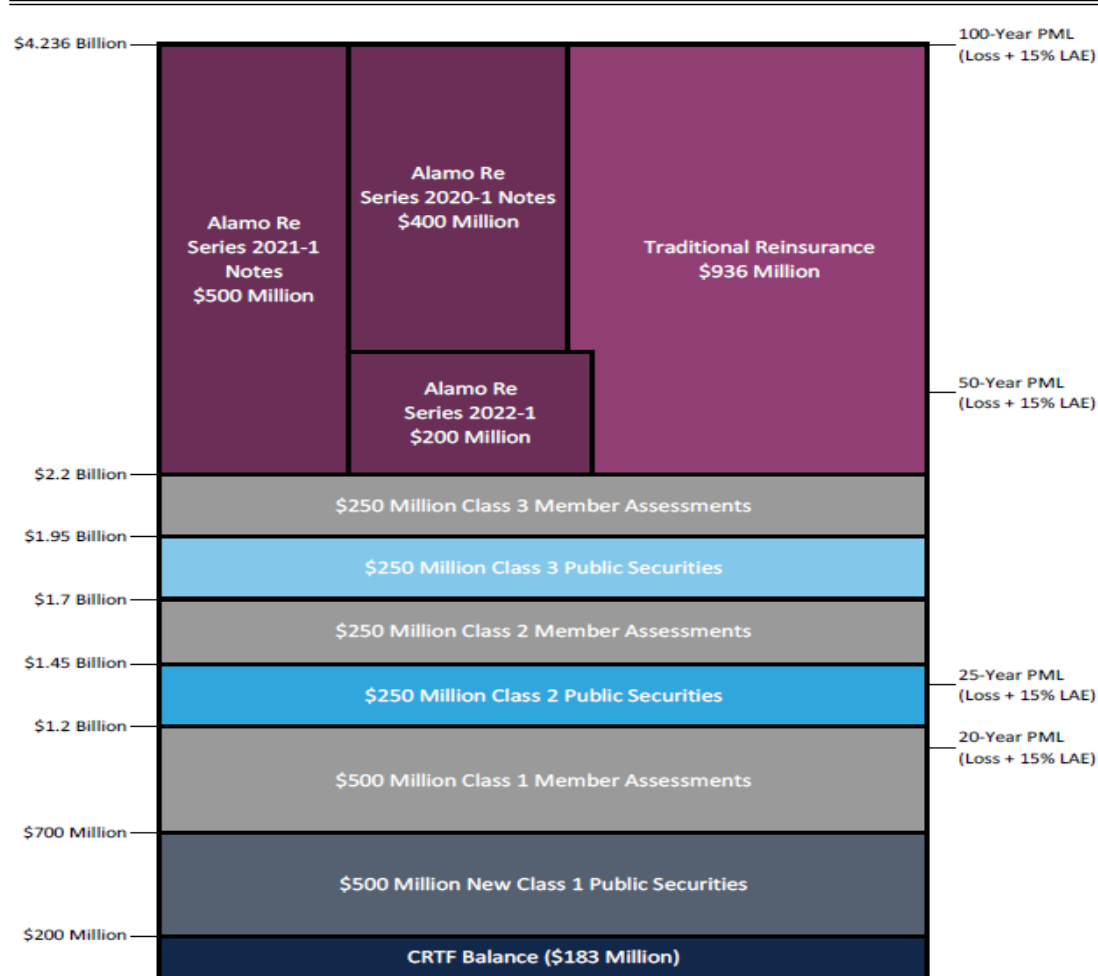 $4.236 Billion
100-Year PML
(Loss + 15% LAE)
Alamo Re
Series 2021-1
Notes
$500 Million
Alamo Re
Series 2020-1 Notes
$400 Million
Traditional Reinsurance
$936 Million
Alamo Re
Series 2022-1
$200 Million
50-Year PML
(Loss + 15% LAE)
$2.2 Billion
$250 Million Class 3 Member Assessments
$1.95 Billion
$250 Million Class 3 Public Securities
$1.7 Billion
$250 Million Class 2 Member Assessments
$1.45 Billion
$250 Million Class 2 Public Securities
25-Year PML
(Loss + 15% LAE)
$1.2 Billion
20-Year PML
(Loss + 15% LAE)
$500 Million Class 1 Member Assessments
$700 Million
$500 Million New Class 1 Public Securities
$200 Million
CRTF Balance ($183 Million)